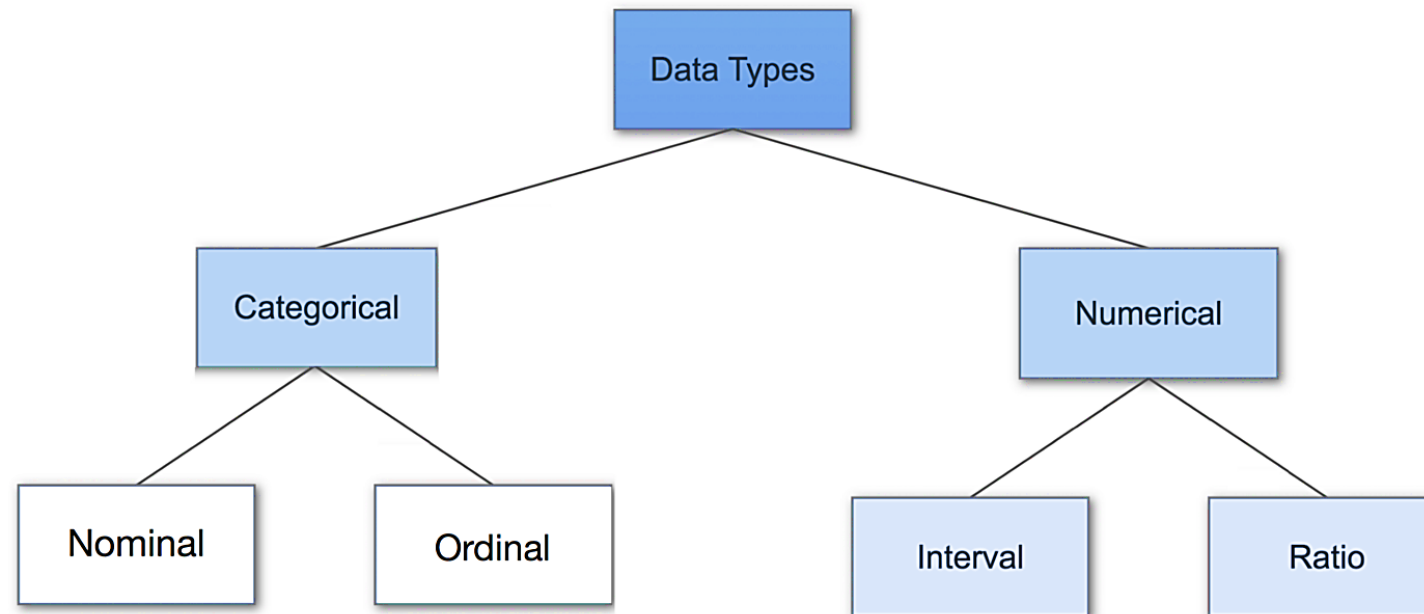 Data Types
Categorical
Numerical
Nominal
Ordinal
Interval
Ratio